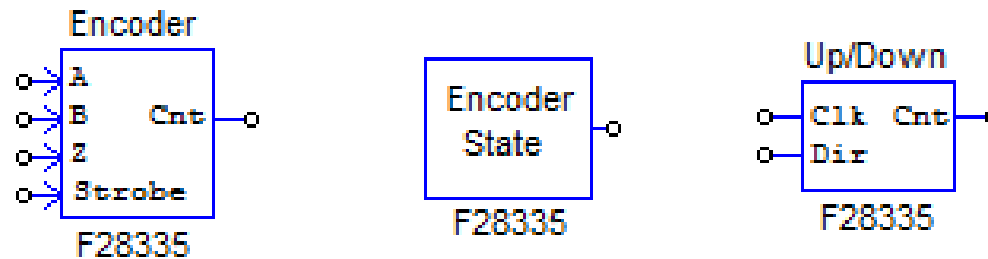 Encoder
A
B Cnt
Z
Strobe
F28335
Encoder
State
F28335
Up/Down
Clk Cnt
Dir
F28335